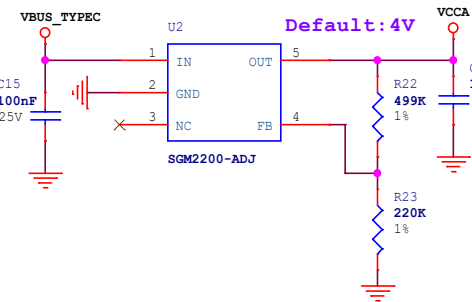 VBUS_TYPEC
U2
Default:4V
VCCA
1
IN
OUT
5
C15
100nF
25V
2
GND
R22
499K
1%
3
NC
FB
4
SGM2200-ADJ
R23
220K
1%